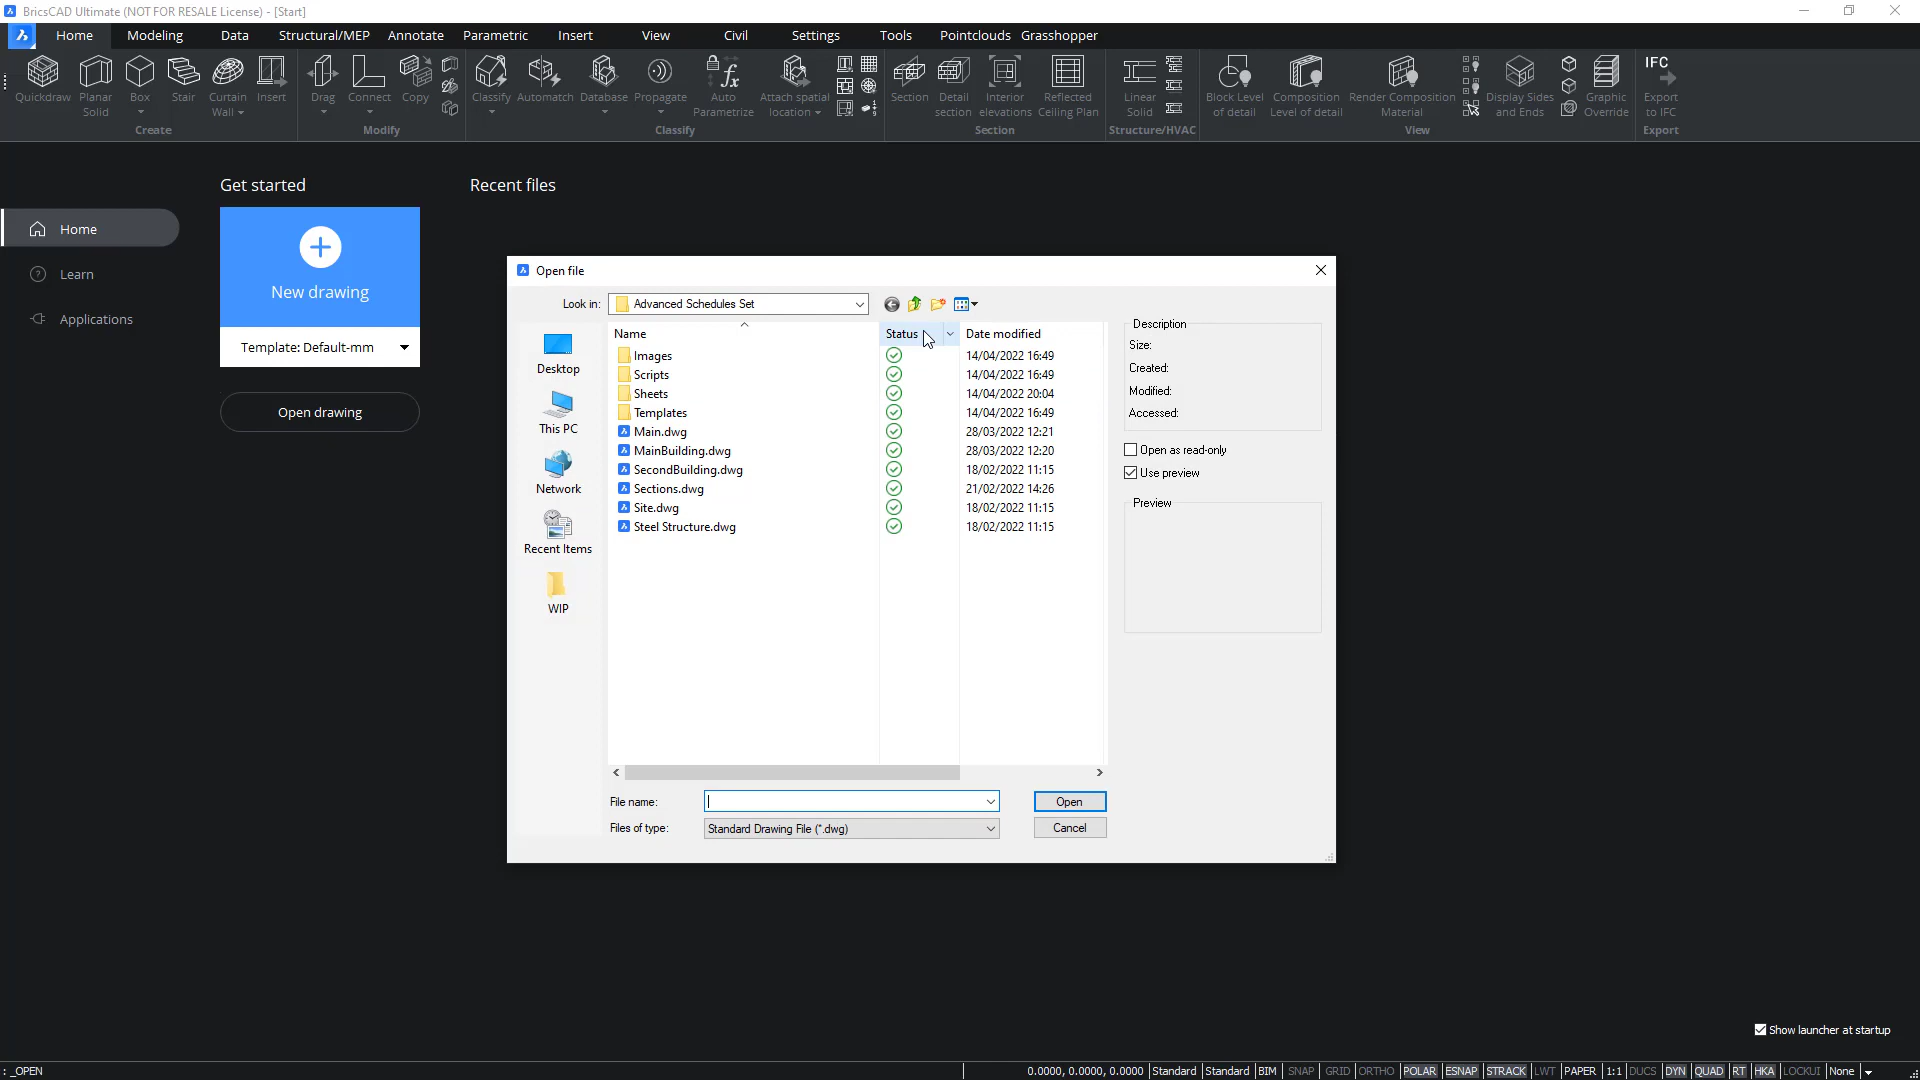 BricsCAD Ultimate (NOT FOR RESALE License) - [Start]
Home Modeling Data Structural/MEP Annotate Parametric Insert View Civil Settings Tools Pointclouds Grasshopper
Quickdraw Planar Solid Box Stair Curtain Wall Insert
Create
Drag Connect Copy
Modify
Classify Automatch Database Propagate Auto Parametrize Attach spatial location
Classify
Section Detail section Interior elevations Reflected Ceiling Plan
Section
Linear Solid
Structure/HVAC
Block Level of detail Composition Level of detail Render Composition Material Display Sides and Ends Graphic Override
View
IFC
Export to IFC
Export
Home
Learn
Applications
Get started
New drawing
Template: Default-mm
Open drawing
Recent files
Open file
Look in: Advanced Schedules Set
Desktop
This PC
Network
Recent Items
WIP
Name Status Date modified
Images 14/04/2022 16:49
Scripts 14/04/2022 16:49
Sheets 14/04/2022 20:04
Templates 14/04/2022 16:49
Main.dwg 28/03/2022 12:21
MainBuilding.dwg 28/03/2022 12:20
SecondBuilding.dwg 18/02/2022 11:15
Sections.dwg 21/02/2022 14:26
Site.dwg 18/02/2022 11:15
Steel Structure.dwg 18/02/2022 11:15
Description
Size:
Created:
Modified:
Accessed:
Open as read-only
Use preview
Preview
File name: Open
Files of type: Standard Drawing File (*.dwg) Cancel
Show launcher at startup
: _OPEN
0.0000, 0.0000, 0.0000 Standard Standard BIM SNAP GRID ORTHO POLAR ESNAP STRACK LWT PAPER 1:1 DUCS DYN QUAD RT HKA LOCKUI None